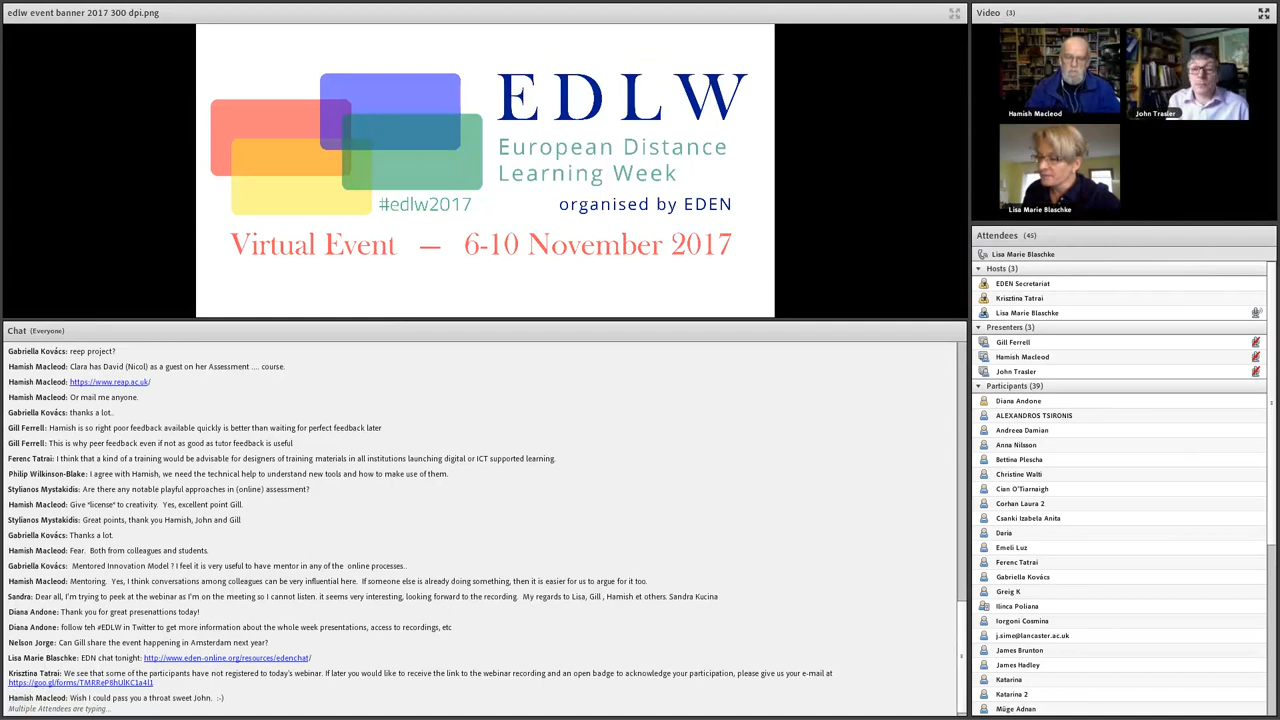 edlw event banner 2017 300 dpi.png
EDLW
European Distance
Learning Week
#edlw2017
organised by EDEN
Virtual Event — 6-10 November 2017
Chat (Everyone)
Gabriella Kovács: reep project?
Hamish Macleod: Clara has David (Nicol) as a guest on her Assessment .... course.
Hamish Macleod: https://www.reap.ac.uk/
Hamish Macleod: Or mail me anyone.
Gabriella Kovács: thanks a lot..
Gill Ferrell: Hamish is so right poor feedback available quickly is better than waiting for perfect feedback later
Gill Ferrell: This is why peer feedback even if not as good as tutor feedback is useful
Ferenc Tatrai: I think that a kind of a training would be advisable for designers of training materials in all institutions launching digital or ICT supported learning.
Philip Wilkinson-Blake: I agree with Hamish, we need the technical help to understand new tools and how to make use of them.
Stylianos Mystakidis: Are there any notable playful approaches in (online) assessment?
Hamish Macleod: Give "license" to creativity. Yes, excellent point Gill.
Stylianos Mystakidis: Great points, thank you Hamish, John and Gill
Gabriella Kovács: Thanks a lot.
Hamish Macleod: Fear. Both from colleagues and students.
Gabriella Kovács: Mentored Innovation Model ? I feel it is very useful to have mentor in any of the online processes..
Hamish Macleod: Mentoring. Yes, I think conversations among colleagues can be very influential here. If someone else is already doing something, then it is easier for us to argue for it too.
Sandra: Dear all, I'm trying to peek at the webinar as I'm on the meeting so I cannot listen. it seems very interesting, looking forward to the recording. My regards to Lisa, Gill , Hamish et others. Sandra Kucina
Diana Andone: Thank you for great presenattions today!
Diana Andone: follow teh #EDLW in Twitter to get more information about the whole week presentations, access to recordings, etc
Nelson Jorge: Can Gill share the event happening in Amsterdam next year?
Lisa Marie Blaschke: EDN chat tonight: http://www.eden-online.org/resources/edenchat/
Krisztina Tatrai: We see that some of the participants have not registered to today's webinar. If later you would like to receive the link to the webinar recording and an open badge to acknowledge your participation, please give us your e-mail at
https://goo.gl/forms/TMRReP8hUlKC1a4l1
Hamish Macleod: Wish I could pass you a throat sweet John. :-)
Multiple Attendees are typing...
Video (3)
Hamish Macleod
John Trasler
Lisa Marie Blaschke
Attendees (45)
Lisa Marie Blaschke
Hosts (3)
EDEN Secretariat
Krisztina Tatrai
Lisa Marie Blaschke
Presenters (3)
Gill Ferrell
Hamish Macleod
John Trasler
Participants (39)
Diana Andone
ALEXANDROS TSIRONIS
Andreea Damian
Anna Nilsson
Bettina Plescha
Christine Walti
Cian O'Tiarnaigh
Corhan Laura 2
Csanki Izabela Anita
Daria
Emeli Luz
Ferenc Tatrai
Gabriella Kovács
Greig K
Ilinca Poliana
Iorgoni Cosmina
j.sime@lancaster.ac.uk
James Brunton
James Hadley
Katarina
Katarina 2
Müge Adnan